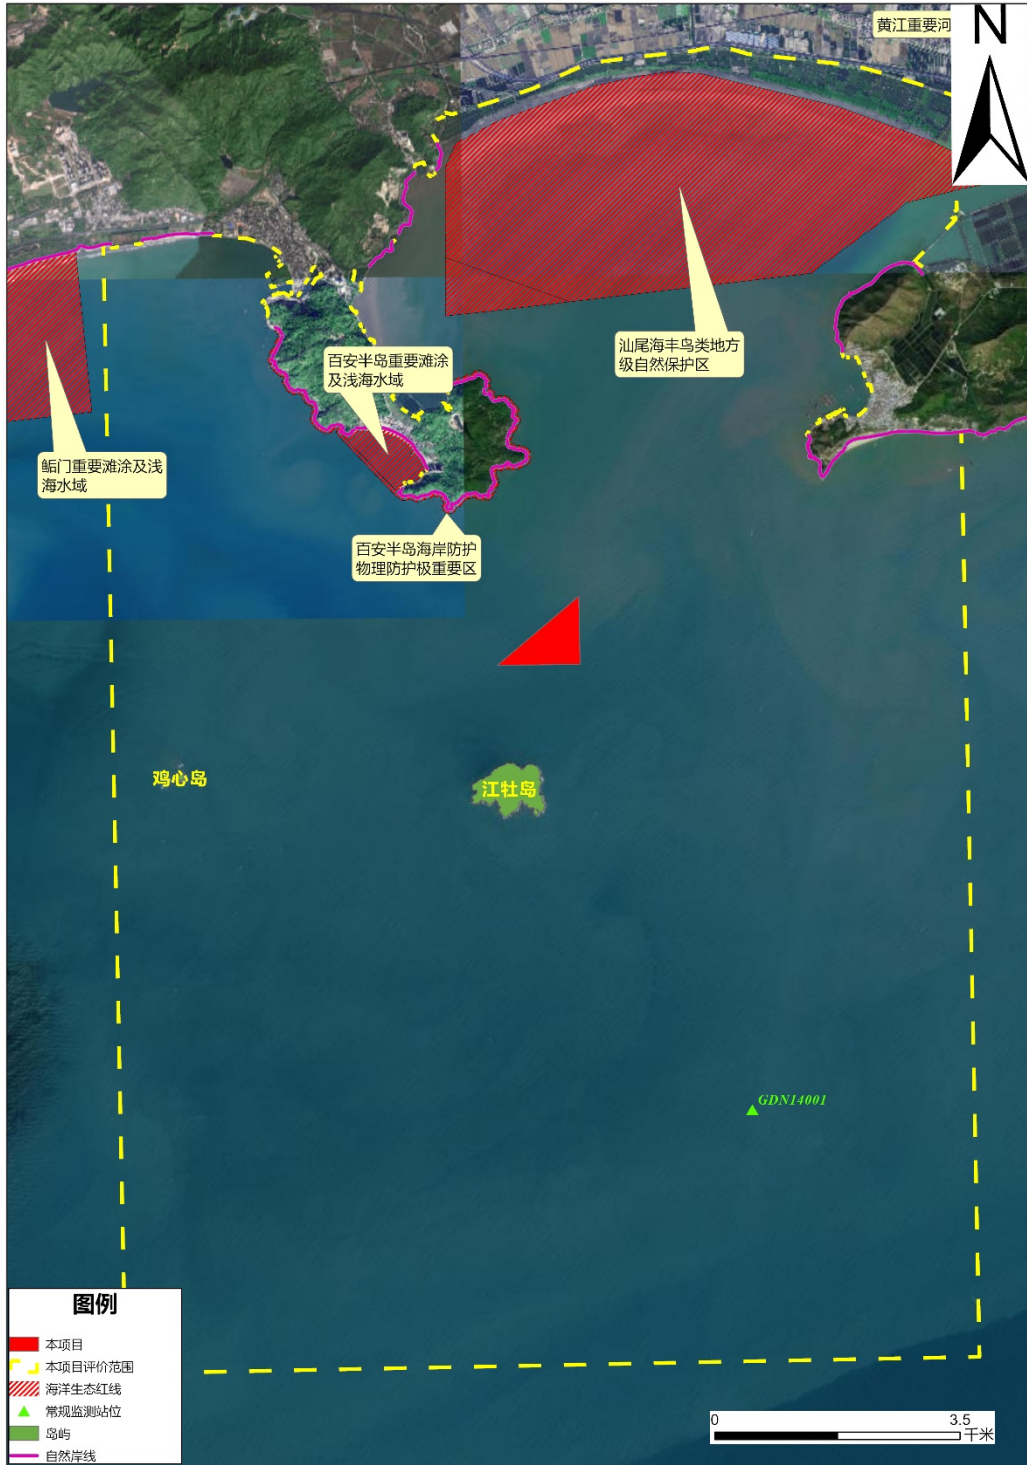 黄江重要河
N
汕尾海丰鸟类地方
级自然保护区
百安半岛重要滩涂
及浅海水域
鲘门重要滩涂及浅
海水域
百安半岛海岸防护
物理防护极重要区
鸡心岛
江牡岛
GDN14001
图例
本项目
本项目评价范围
海洋生态红线
常规监测站位
岛屿
自然岸线
0
3.5
千米